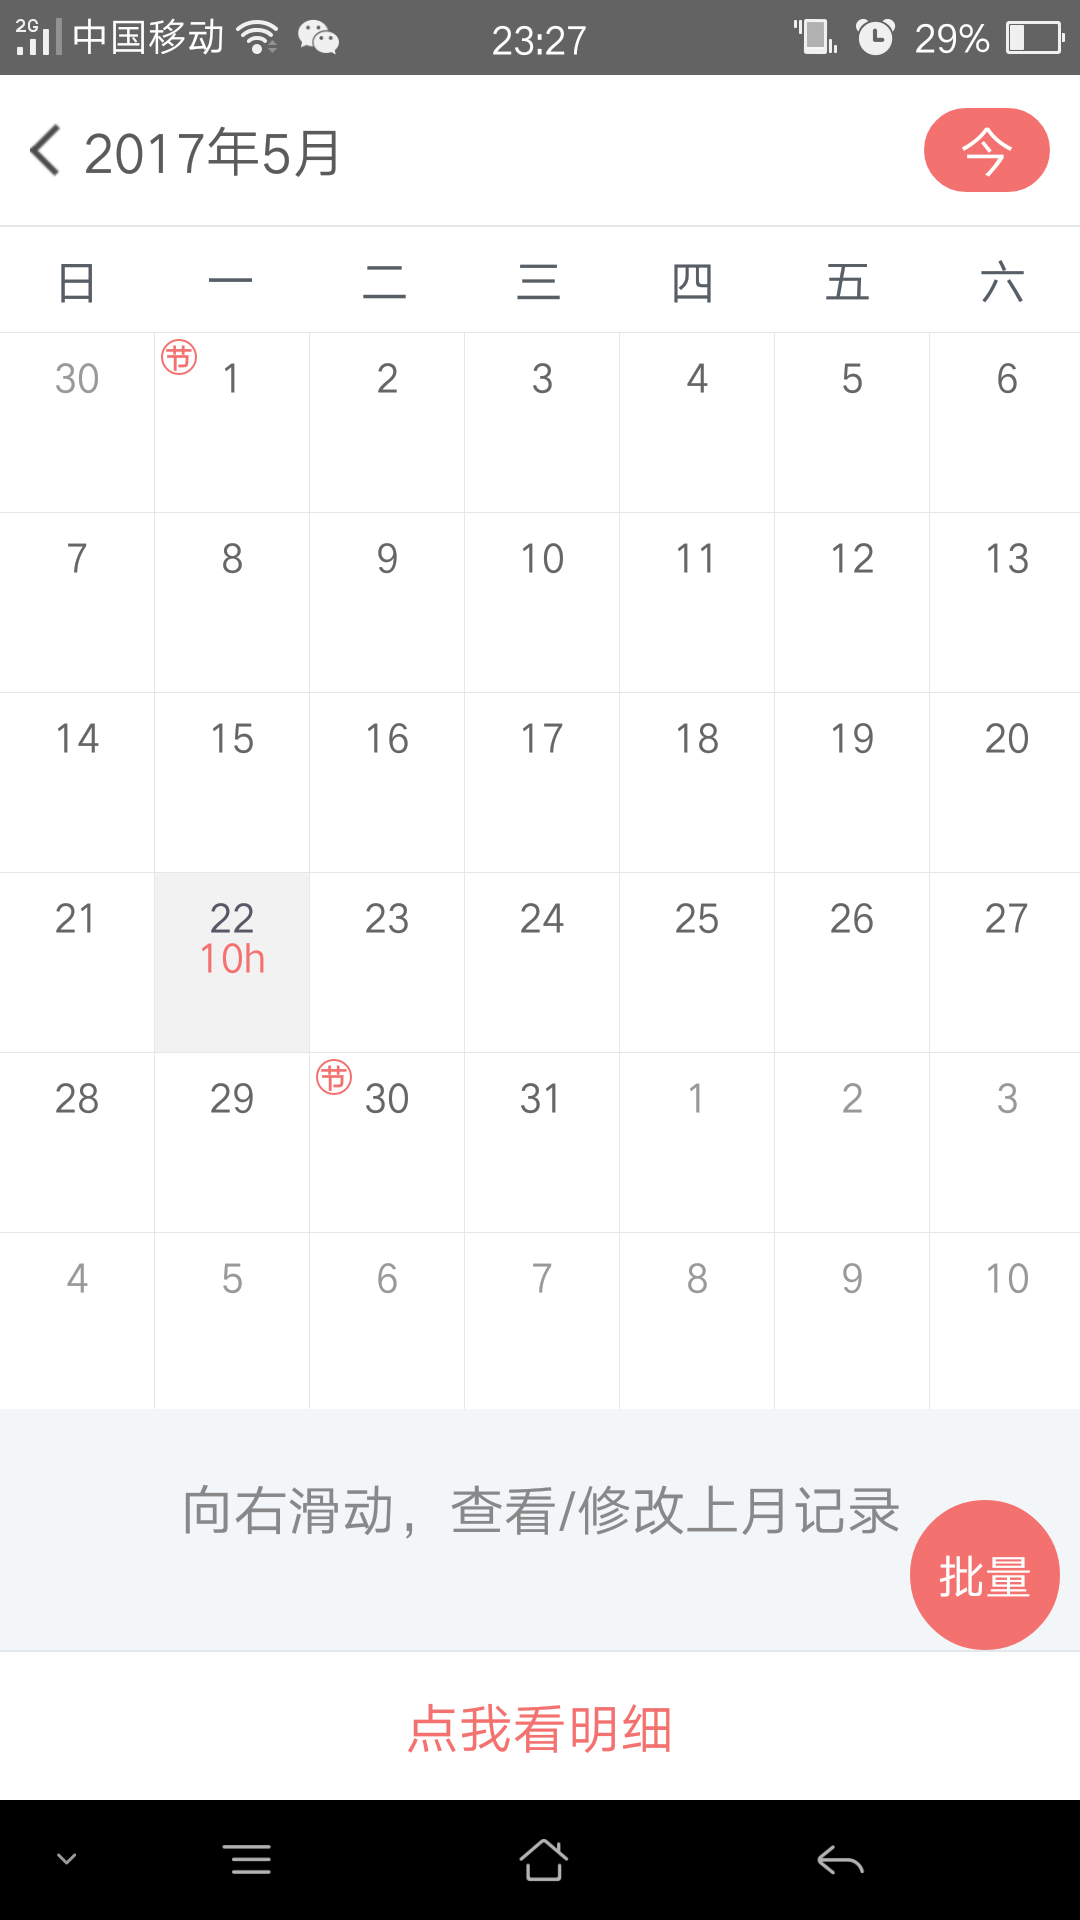 2G 中国移动 23:27 29%
2017年5月 今
日 一 二 三 四 五 六
30 节 1 2 3 4 5 6
7 8 9 10 11 12 13
14 15 16 17 18 19 20
21 22 23 24 25 26 27
10h
28 29 节 30 31 1 2 3
4 5 6 7 8 9 10
向右滑动，查看/修改上月记录
批量
点我看明细